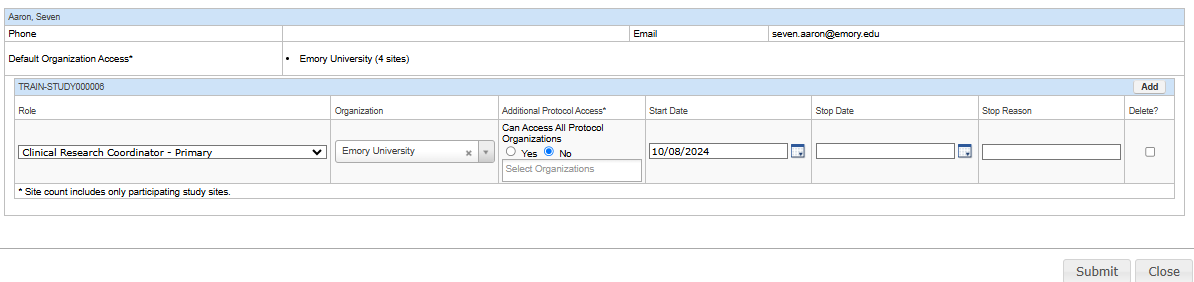 Aaron, Seven
Phone Email seven.aaron@emory.edu
Default Organization Access* • Emory University (4 sites)
TRAIN-STUDY000006 Add
Role Organization Additional Protocol Access* Start Date Stop Date Stop Reason Delete?
Can Access All Protocol
Organizations
Clinical Research Coordinator - Primary Emory University Yes No 10/08/2024
Select Organizations
* Site count includes only participating study sites.
Submit Close